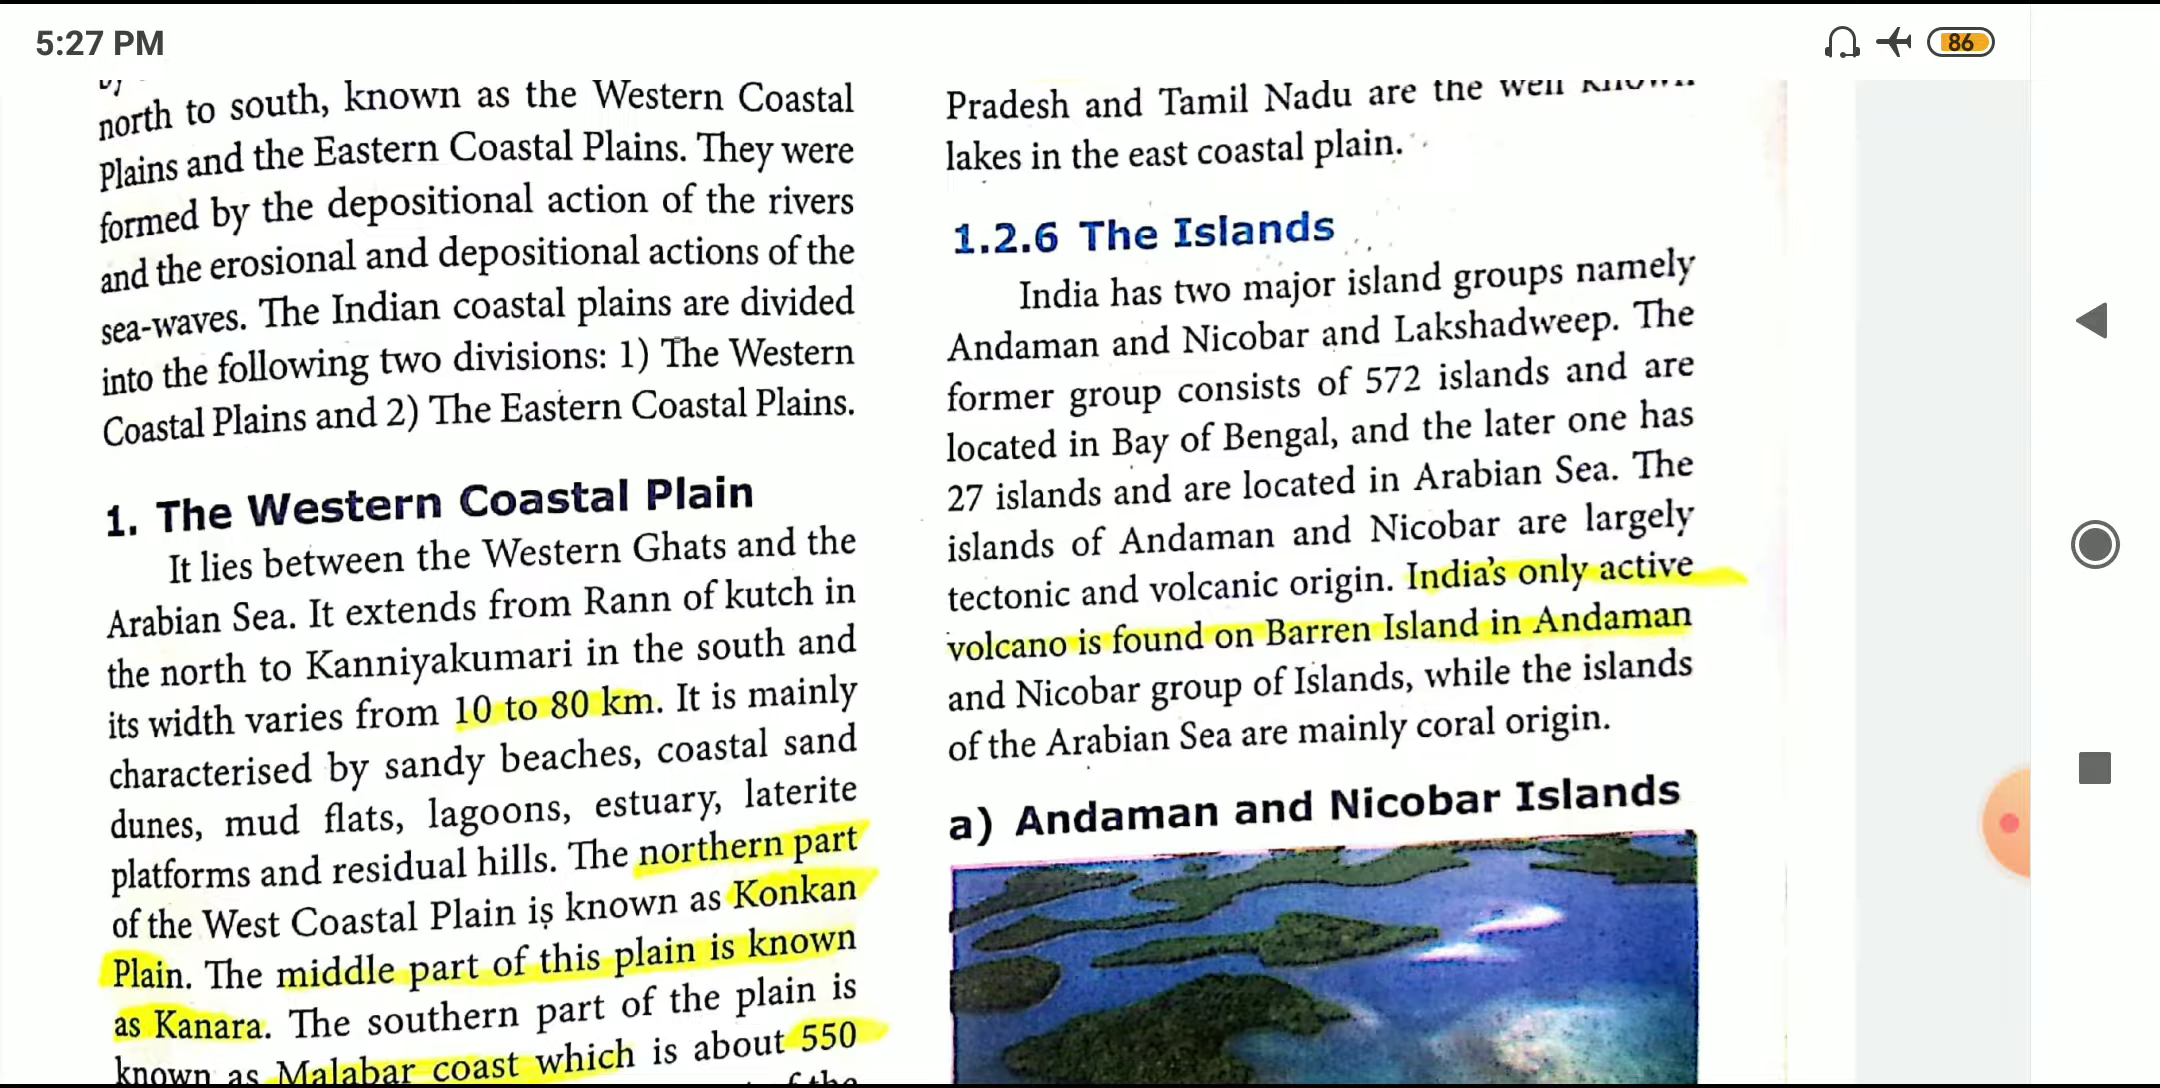 5:27 PM
86
north to south, known as the Western Coastal
Plains and the Eastern Coastal Plains. They were
formed by the depositional action of the rivers
and the erosional and depositional actions of the
sea-waves. The Indian coastal plains are divided
into the following two divisions: 1) The Western
Coastal Plains and 2) The Eastern Coastal Plains.
1. The Western Coastal Plain
It lies between the Western Ghats and the
Arabian Sea. It extends from Rann of kutch in
the north to Kanniyakumari in the south and
its width varies from 10 to 80 km. It is mainly
characterised by sandy beaches, coastal sand
dunes, mud flats, lagoons, estuary, laterite
platforms and residual hills. The northern part
of the West Coastal Plain is known as Konkan
Plain. The middle part of this plain is known
as Kanara. The southern part of the plain is
known as Malabar coast which is about 550
Pradesh and Tamil Nadu are the well known
lakes in the east coastal plain.
1.2.6 The Islands
India has two major island groups namely
Andaman and Nicobar and Lakshadweep. The
former group consists of 572 islands and are
located in Bay of Bengal, and the later one has
27 islands and are located in Arabian Sea. The
islands of Andaman and Nicobar are largely
tectonic and volcanic origin. India's only active
volcano is found on Barren Island in Andaman
and Nicobar group of Islands, while the islands
of the Arabian Sea are mainly coral origin.
a) Andaman and Nicobar Islands